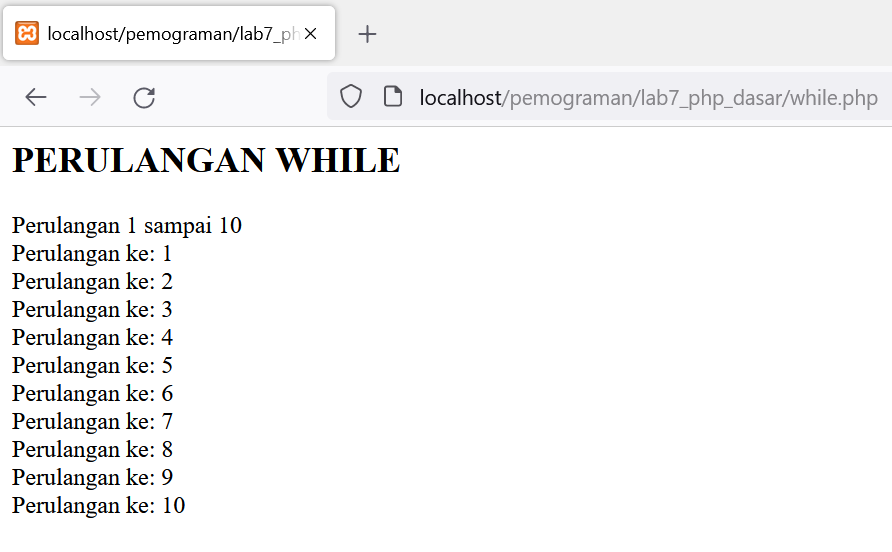 localhost/pemograman/lab7_ph
localhost/pemograman/lab7_php_dasar/while.php
PERULANGAN WHILE
Perulangan 1 sampai 10
Perulangan ke: 1
Perulangan ke: 2
Perulangan ke: 3
Perulangan ke: 4
Perulangan ke: 5
Perulangan ke: 6
Perulangan ke: 7
Perulangan ke: 8
Perulangan ke: 9
Perulangan ke: 10